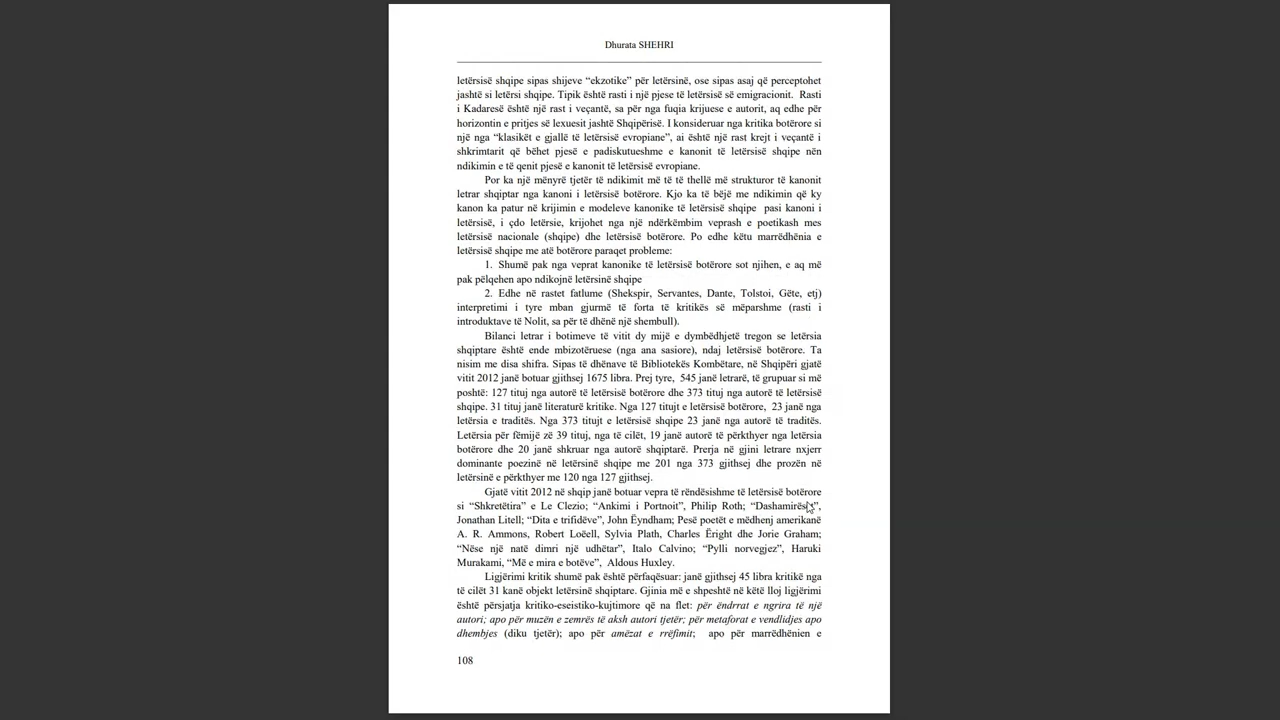 Dhurata SHEHRI
letërsisë shqipe sipas shijeve “ekzotike” për letërsinë, ose sipas asaj që perceptohet
jashtë si letërsi shqipe. Tipik është rasti i një pjese të letërsisë së emigracionit. Rasti
i Kadaresë është një rast i veçantë, sa për nga fuqia krijuese e autorit, aq edhe për
horizontin e pritjes së lexuesit jashtë Shqipërisë. I konsideruar nga kritika botërore si
një nga “klasikët e gjallë të letërsisë evropiane”, ai është një rast krejt i veçantë i
shkrimtarit që bëhet pjesë e padiskutueshme e kanonit të letërsisë shqipe nën
ndikimin e të qenit pjesë e kanonit të letërsisë evropiane.
Por ka një mënyrë tjetër të ndikimit më të të thellë më strukturor të kanonit
letrar shqiptar nga kanoni i letërsisë botërore. Kjo ka të bëjë me ndikimin që ky
kanon ka patur në krijimin e modeleve kanonike të letërsisë shqipe pasi kanoni i
letërsisë, i çdo letërsie, krijohet nga një ndërkëmbim veprash e poetikash mes
letërsisë nacionale (shqipe) dhe letërsisë botërore. Po edhe këtu marrëdhënia e
letërsisë shqipe me atë botërore paraqet probleme:
1. Shumë pak nga veprat kanonike të letërsisë botërore sot njihen, e aq më
pak pëlqehen apo ndikojnë letërsinë shqipe
2. Edhe në rastet fatlume (Shekspir, Servantes, Dante, Tolstoi, Gëte, etj)
interpretimi i tyre mban gjurmë të forta të kritikës së mëparshme (rasti i
introduktave të Nolit, sa për të dhënë një shembull).
Bilanci letrar i botimeve të vitit dy mijë e dymbëdhjetë tregon se letërsia
shqiptare është ende mbizotëruese (nga ana sasiore), ndaj letërsisë botërore. Ta
nisim me disa shifra. Sipas të dhënave të Bibliotekës Kombëtare, në Shqipëri gjatë
vitit 2012 janë botuar gjithsej 1675 libra. Prej tyre, 545 janë letrarë, të grupuar si më
poshtë: 127 tituj nga autorë të letërsisë botërore dhe 373 tituj nga autorë të letërsisë
shqipe. 31 tituj janë literaturë kritike. Nga 127 titujt e letërsisë botërore, 23 janë nga
letërsia e traditës. Nga 373 titujt e letërsisë shqipe 23 janë nga autorë të traditës.
Letërsia për fëmijë zë 39 tituj, nga të cilët, 19 janë autorë të përkthyer nga letërsia
botërore dhe 20 janë shkruar nga autorë shqiptarë. Prerja në gjini letrare nxjerr
dominante poezinë në letërsinë shqipe me 201 nga 373 gjithsej dhe prozën në
letërsinë e përkthyer me 120 nga 127 gjithsej.
Gjatë vitit 2012 në shqip janë botuar vepra të rëndësishme të letërsisë botërore
si “Shkretëtira” e Le Clezio; “Ankimi i Portnoit”, Philip Roth; “Dashamirësit”,
Jonathan Litell; “Dita e trifidëve”, John Ëyndham; Pesë poetët e mëdhenj amerikanë
A. R. Ammons, Robert Loëell, Sylvia Plath, Charles Ëright dhe Jorie Graham;
“Nëse një natë dimri një udhëtar”, Italo Calvino; “Pylli norvegjez”, Haruki
Murakami, “Më e mira e botëve”, Aldous Huxley.
Ligjërimi kritik shumë pak është përfaqësuar: janë gjithsej 45 libra kritikë nga
të cilët 31 kanë objekt letërsinë shqiptare. Gjinia më e shpeshtë në këtë lloj ligjërimi
është përsjatja kritiko-eseistiko-kujtimore që na flet: për ëndrrat e ngrira të një
autori; apo për muzën e zemrës të aksh autori tjetër; për metaforat e vendlidjes apo
dhembjes (diku tjetër); apo për amëzat e rrëfimit; apo për marrëdhënien e
108